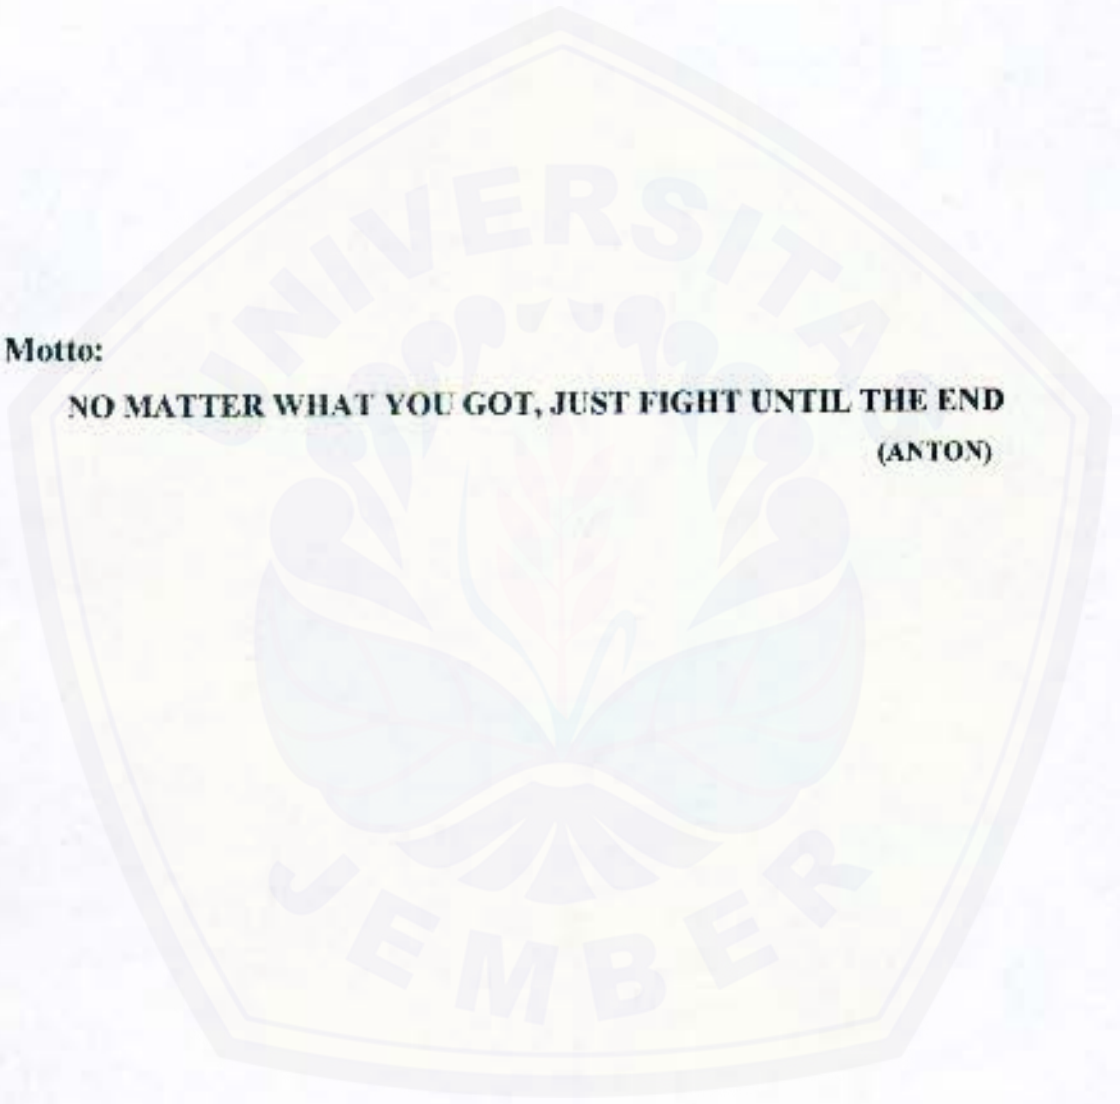 UNIVERSITAS
Motto:
NO MATTER WHAT YOU GOT, JUST FIGHT UNTIL THE END
(ANTON)
JEMBER